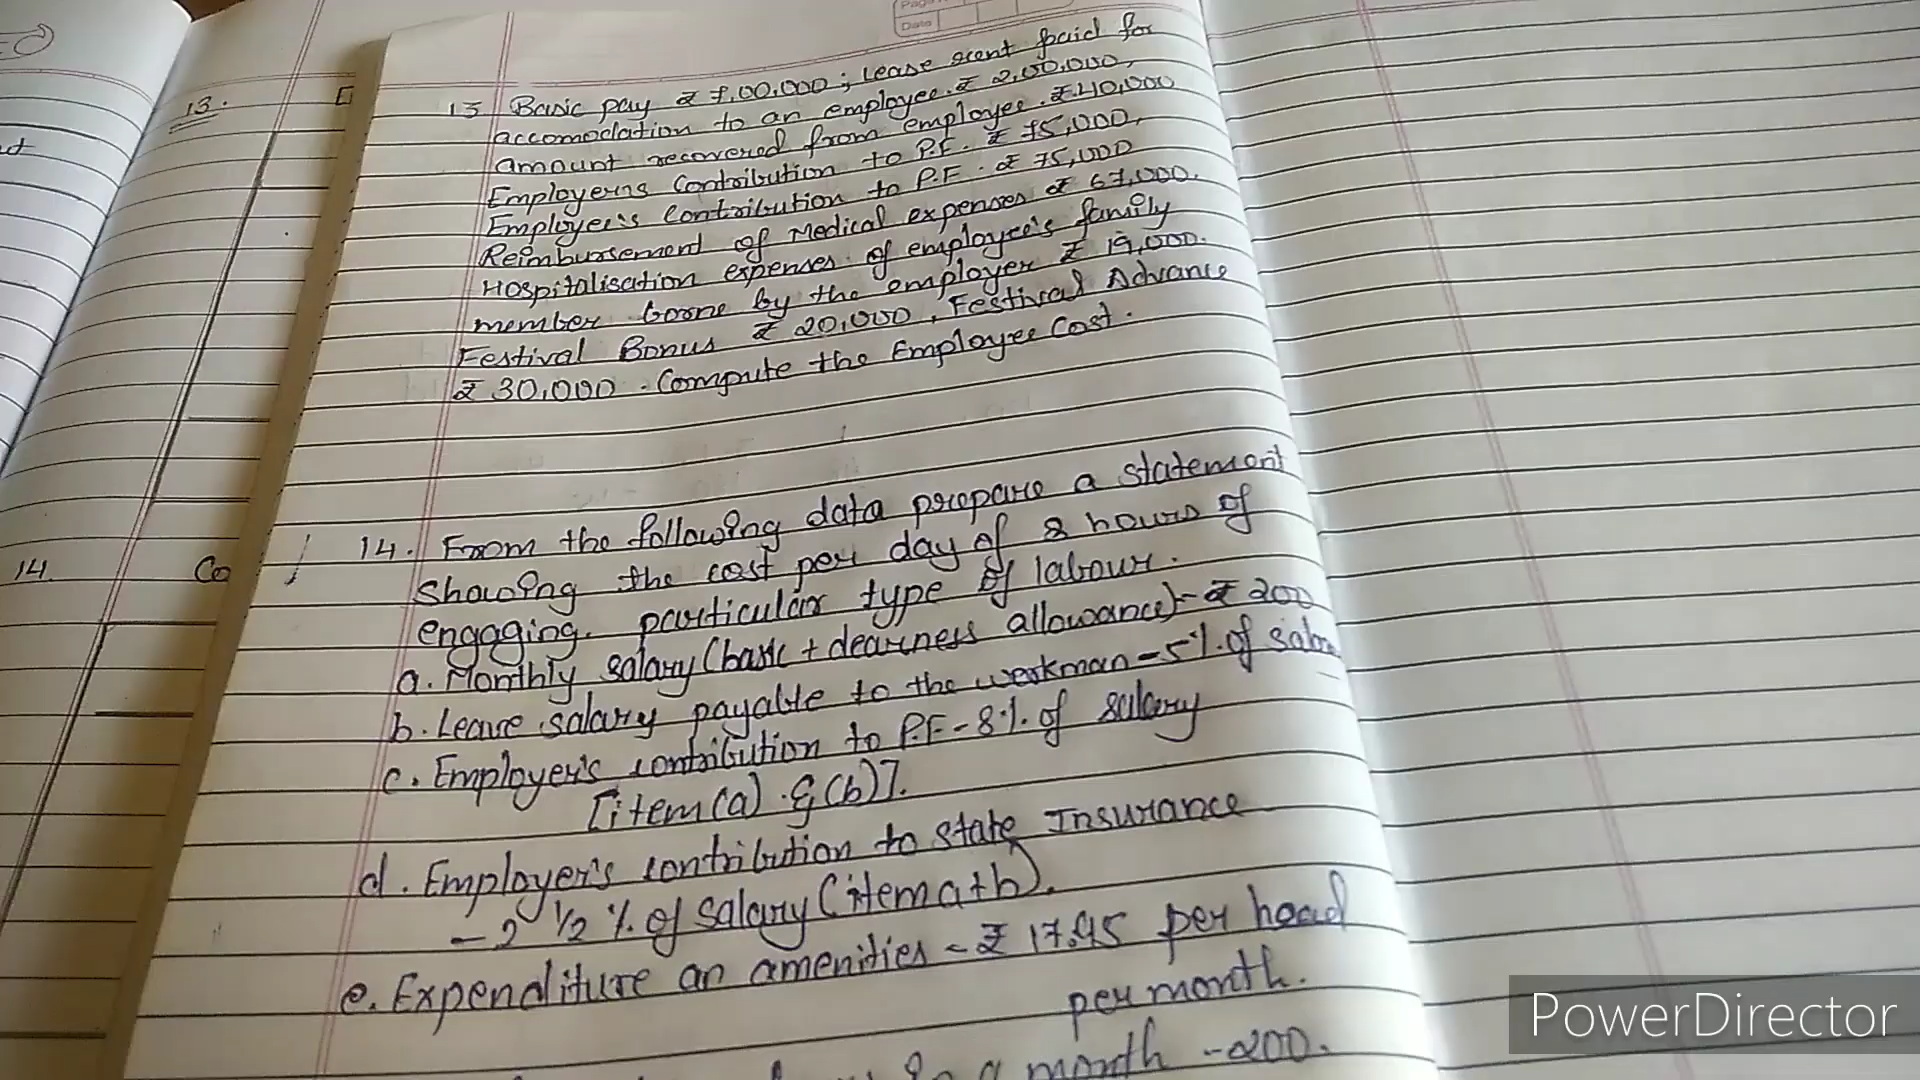 Date
13.
13 Basic pay ₹ 7,00,000; Lease rent paid for
accomodation to an employee. ₹ 2,00,000,
amount recovered from employee. ₹ 40,000
Employers Contribution to P.F. ₹ 75,000,
Employee's Contribution to P.F. ₹ 75,000
Reimbursement of Medical expenses ₹ 67,000.
Hospitalisation expenses of employee's family
member borne by the employer ₹ 19,000.
Festival Bonus ₹ 20,000, Festival Advance
₹ 30,000. Compute the Employee Cost.
14.
Co
14. From the following data prepare a statement
Showing the cost per day of 8 hours of
engaging. particular type of labour.
a. Monthly salary (basic + dearness allowance) - ₹ 200
b. Leave salary payable to the workman - 5% of
c. Employer's contribution to P.F - 8% of salary
[item (a) & (b)].
d. Employer's contribution to state Insurance
- 2 1/2 % of salary (item a+b).
e. Expenditure an amenities - ₹ 17.95 per head
per month.
month - 200.
PowerDirector